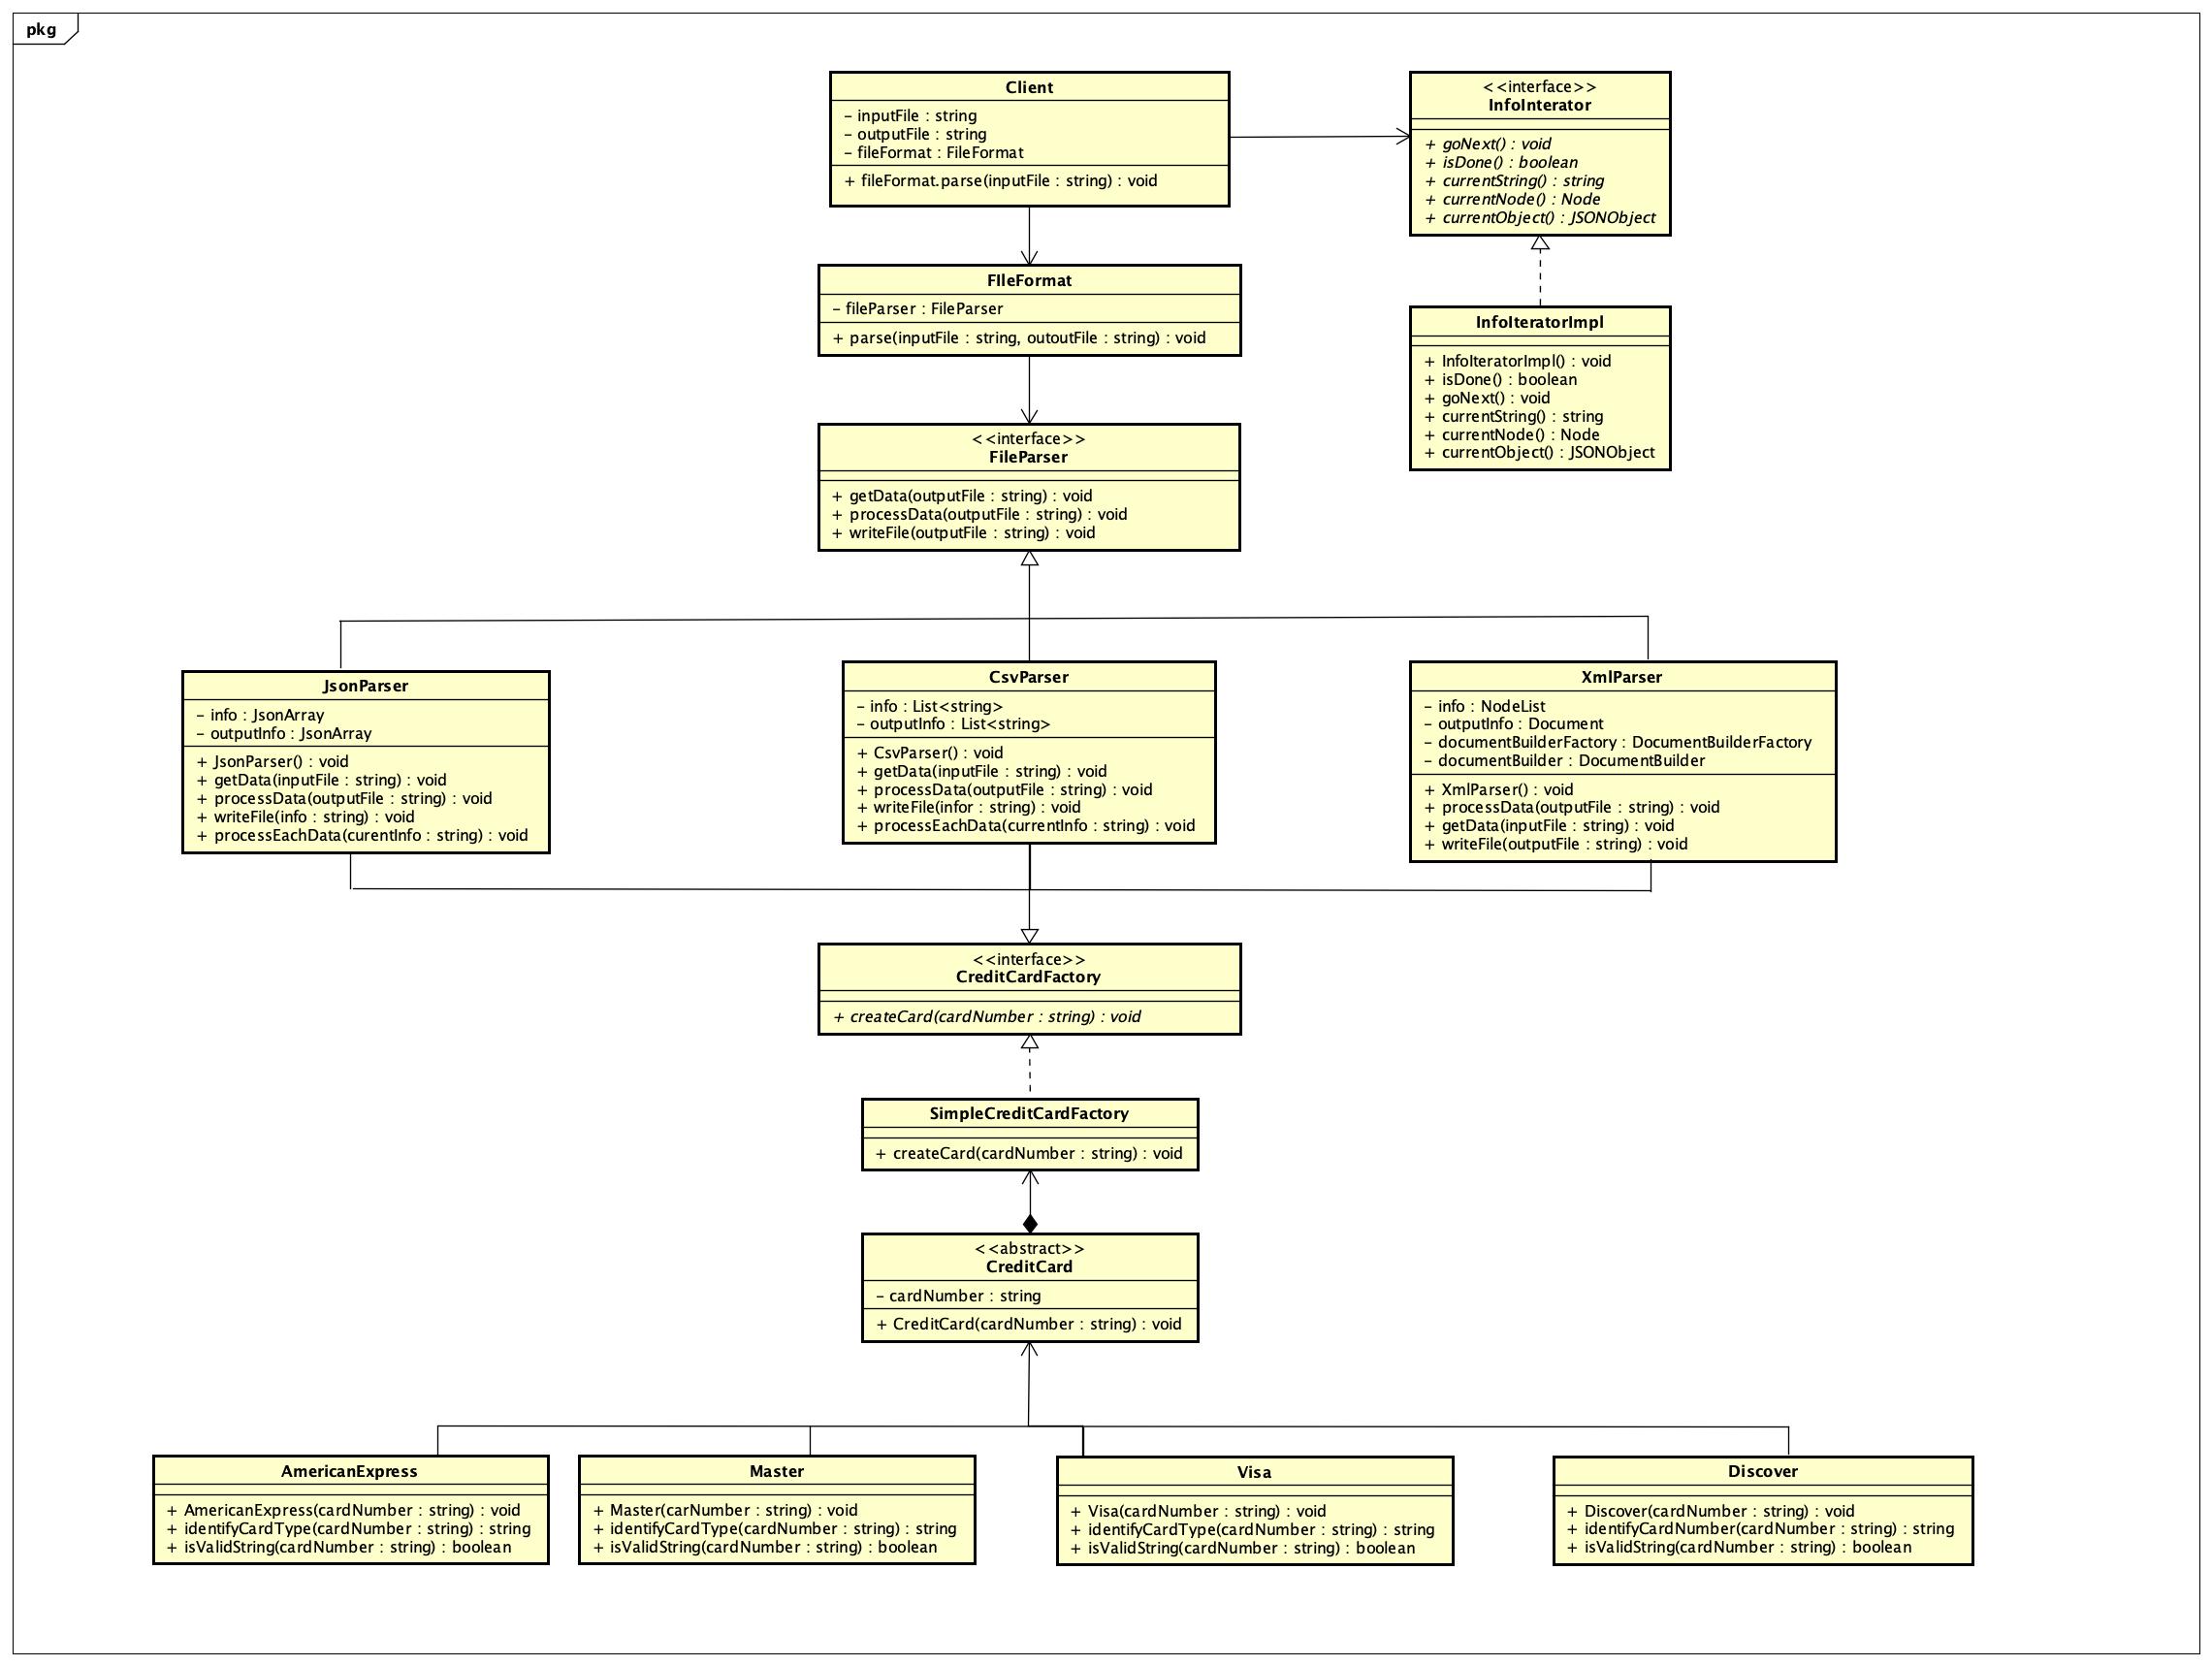 pkg
Client
– inputFile : string
– outputFile : string
– fileFormat : FileFormat
+ fileFormat.parse(inputFile : string) : void
<<interface>>
InfoInterator
+ goNext() : void
+ isDone() : boolean
+ currentString() : string
+ currentNode() : Node
+ currentObject() : JSONObject
FIleFormat
– fileParser : FileParser
+ parse(inputFile : string, outoutFile : string) : void
InfoIteratorImpl
+ InfoIteratorImpl() : void
+ isDone() : boolean
+ goNext() : void
+ currentString() : string
+ currentNode() : Node
+ currentObject() : JSONObject
<<interface>>
FileParser
+ getData(outputFile : string) : void
+ processData(outputFile : string) : void
+ writeFile(outputFile : string) : void
JsonParser
– info : JsonArray
– outputInfo : JsonArray
+ JsonParser() : void
+ getData(inputFile : string) : void
+ processData(outputFile : string) : void
+ writeFile(info : string) : void
+ processEachData(curentInfo : string) : void
CsvParser
– info : List<string>
– outputInfo : List<string>
+ CsvParser() : void
+ getData(inputFile : string) : void
+ processData(outputFile : string) : void
+ writeFile(infor : string) : void
+ processEachData(currentInfo : string) : void
XmlParser
– info : NodeList
– outputInfo : Document
– documentBuilderFactory : DocumentBuilderFactory
– documentBuilder : DocumentBuilder
+ XmlParser() : void
+ processData(outputFile : string) : void
+ getData(inputFile : string) : void
+ writeFile(outputFile : string) : void
<<interface>>
CreditCardFactory
+ createCard(cardNumber : string) : void
SimpleCreditCardFactory
+ createCard(cardNumber : string) : void
<<abstract>>
CreditCard
– cardNumber : string
+ CreditCard(cardNumber : string) : void
AmericanExpress
+ AmericanExpress(cardNumber : string) : void
+ identifyCardType(cardNumber : string) : string
+ isValidString(cardNumber : string) : boolean
Master
+ Master(carNumber : string) : void
+ identifyCardType(cardNumber : string) : string
+ isValidString(cardNumber : string) : boolean
Visa
+ Visa(cardNumber : string) : void
+ identifyCardType(cardNumber : string) : string
+ isValidString(cardNumber : string) : boolean
Discover
+ Discover(cardNumber : string) : void
+ identifyCardNumber(cardNumber : string) : string
+ isValidString(cardNumber : string) : boolean